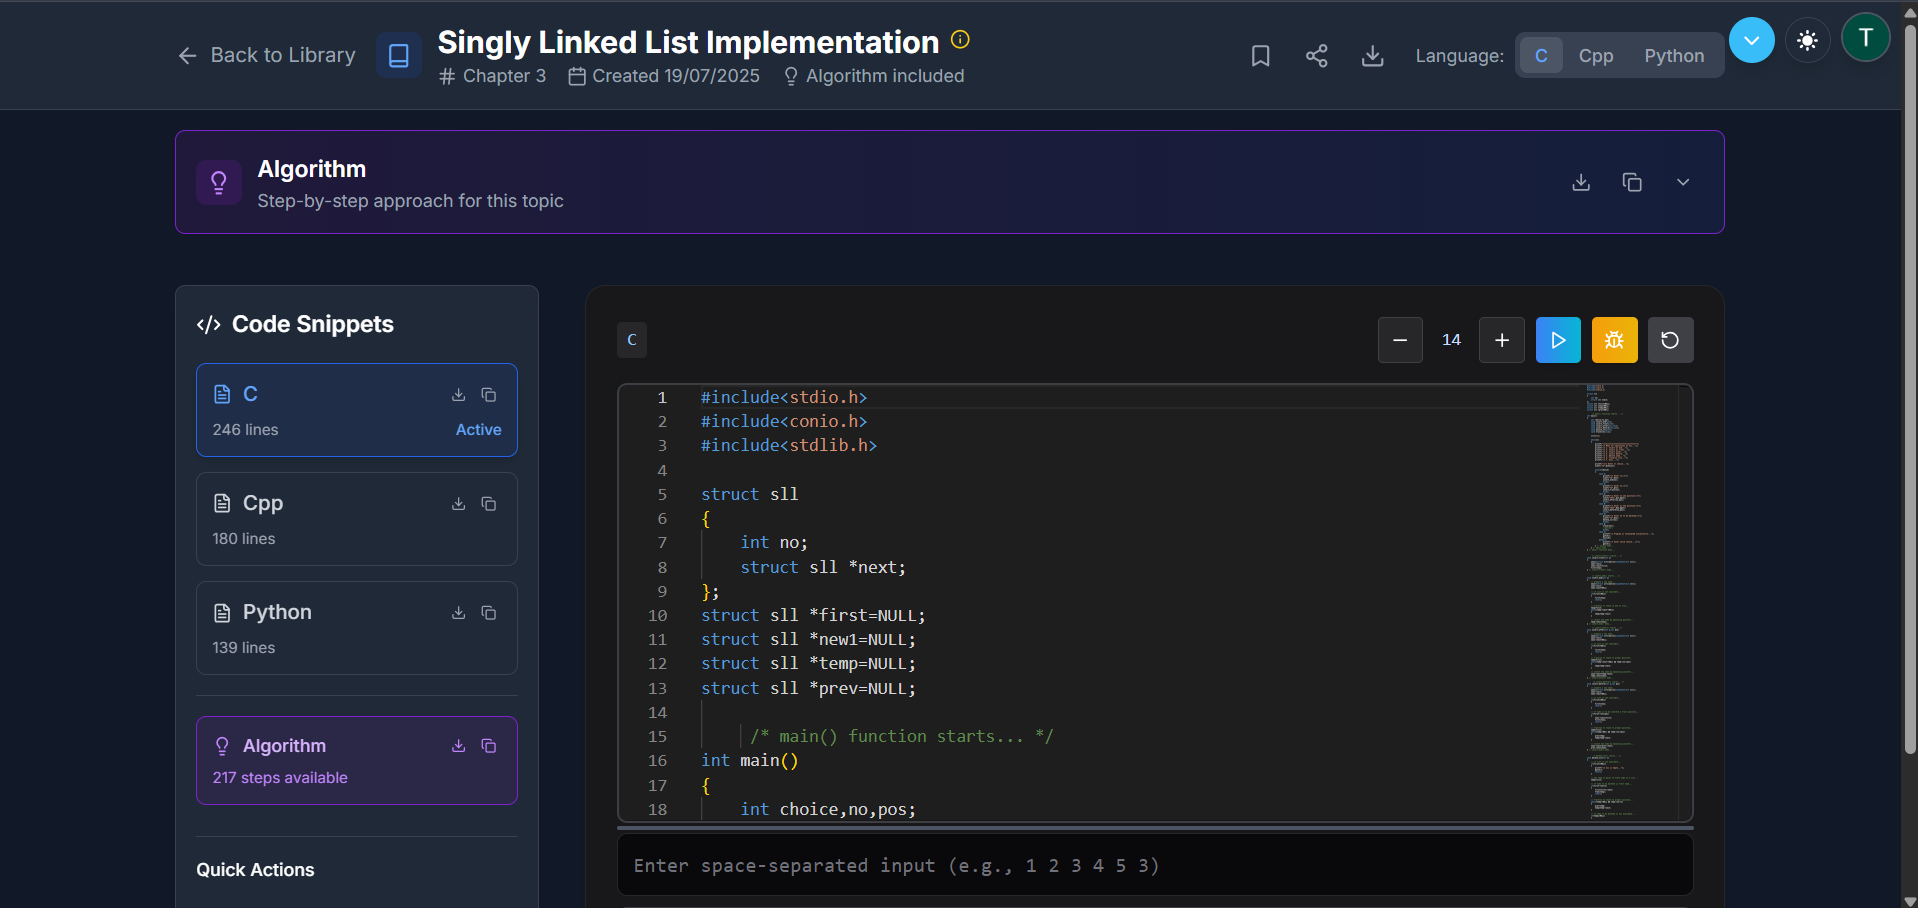 Back to Library
Singly Linked List Implementation
Chapter 3
Created 19/07/2025
Algorithm included
Language:
C
Cpp
Python
T
Algorithm
Step-by-step approach for this topic
Code Snippets
C
246 lines
Active
Cpp
180 lines
Python
139 lines
Algorithm
217 steps available
Quick Actions
C
14
1 #include<stdio.h>
2 #include<conio.h>
3 #include<stdlib.h>
4
5 struct sll
6 {
7 int no;
8 struct sll *next;
9 };
10 struct sll *first=NULL;
11 struct sll *new1=NULL;
12 struct sll *temp=NULL;
13 struct sll *prev=NULL;
14
15 /* main() function starts... */
16 int main()
17 {
18 int choice,no,pos;
Enter space-separated input (e.g., 1 2 3 4 5 3)